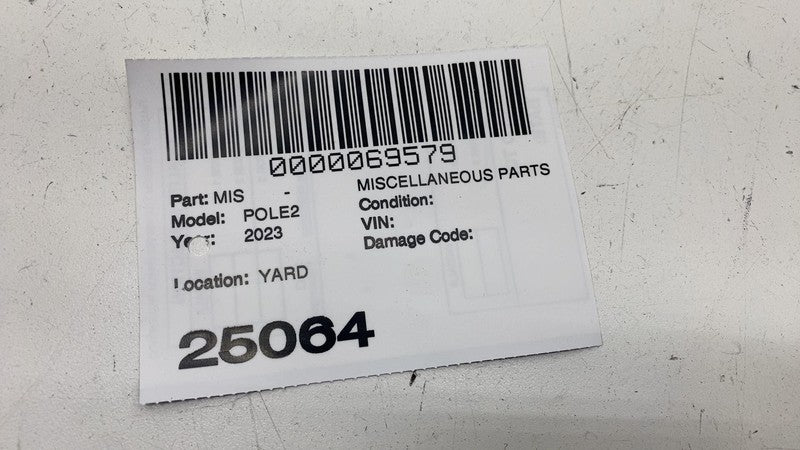 0000069579
Part: MIS - MISCELLANEOUS PARTS
Model: POLE2 Condition:
Year: 2023 VIN:
Damage Code:
Location: YARD
25064